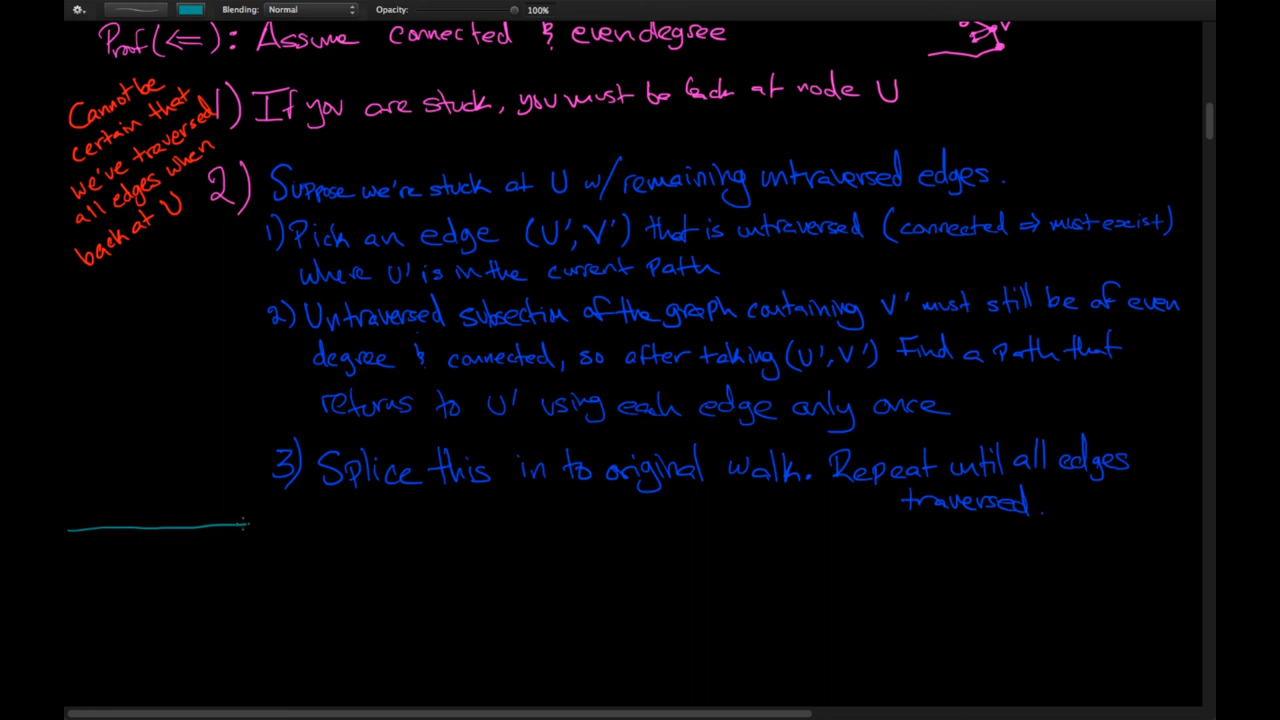 Blending: Normal Opacity: 100%
Proof (<=): Assume connected & even degree
V
1) If you are stuck, you must be back at node U
Cannot be
certain that
we've traversed
all edges when
back at U
2) Suppose we're stuck at U w/ remaining untraversed edges.
1) Pick an edge (U', V') that is untraversed (connected => must exist)
where U' is in the current path
2) Untraversed subsection of the graph containing V' must still be of even
degree & connected, so after taking (U', V') Find a path that
returns to U' using each edge only once
3) Splice this in to original walk. Repeat until all edges
traversed.